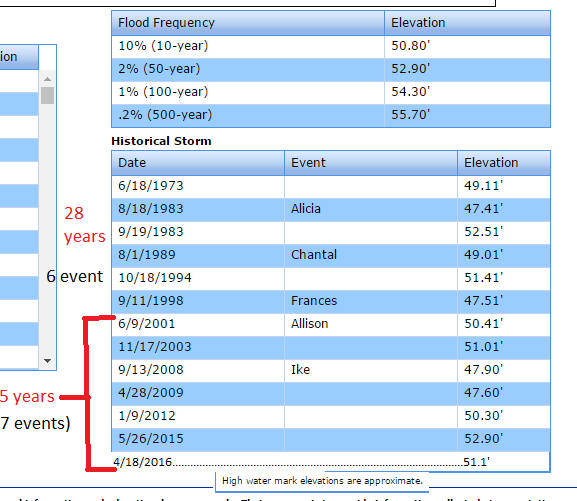 Flood Frequency Elevation
10% (10-year) 50.80'
2% (50-year) 52.90'
1% (100-year) 54.30'
.2% (500-year) 55.70'
Historical Storm
Date Event Elevation
6/18/1973 49.11'
8/18/1983 Alicia 47.41'
9/19/1983 52.51'
8/1/1989 Chantal 49.01'
10/18/1994 51.41'
9/11/1998 Frances 47.51'
6/9/2001 Allison 50.41'
11/17/2003 51.01'
9/13/2008 Ike 47.90'
4/28/2009 47.60'
1/9/2012 50.30'
5/26/2015 52.90'
4/18/2016 51.1'
High water mark elevations are approximate.
ion
28
years
6 event
5 years
7 events)